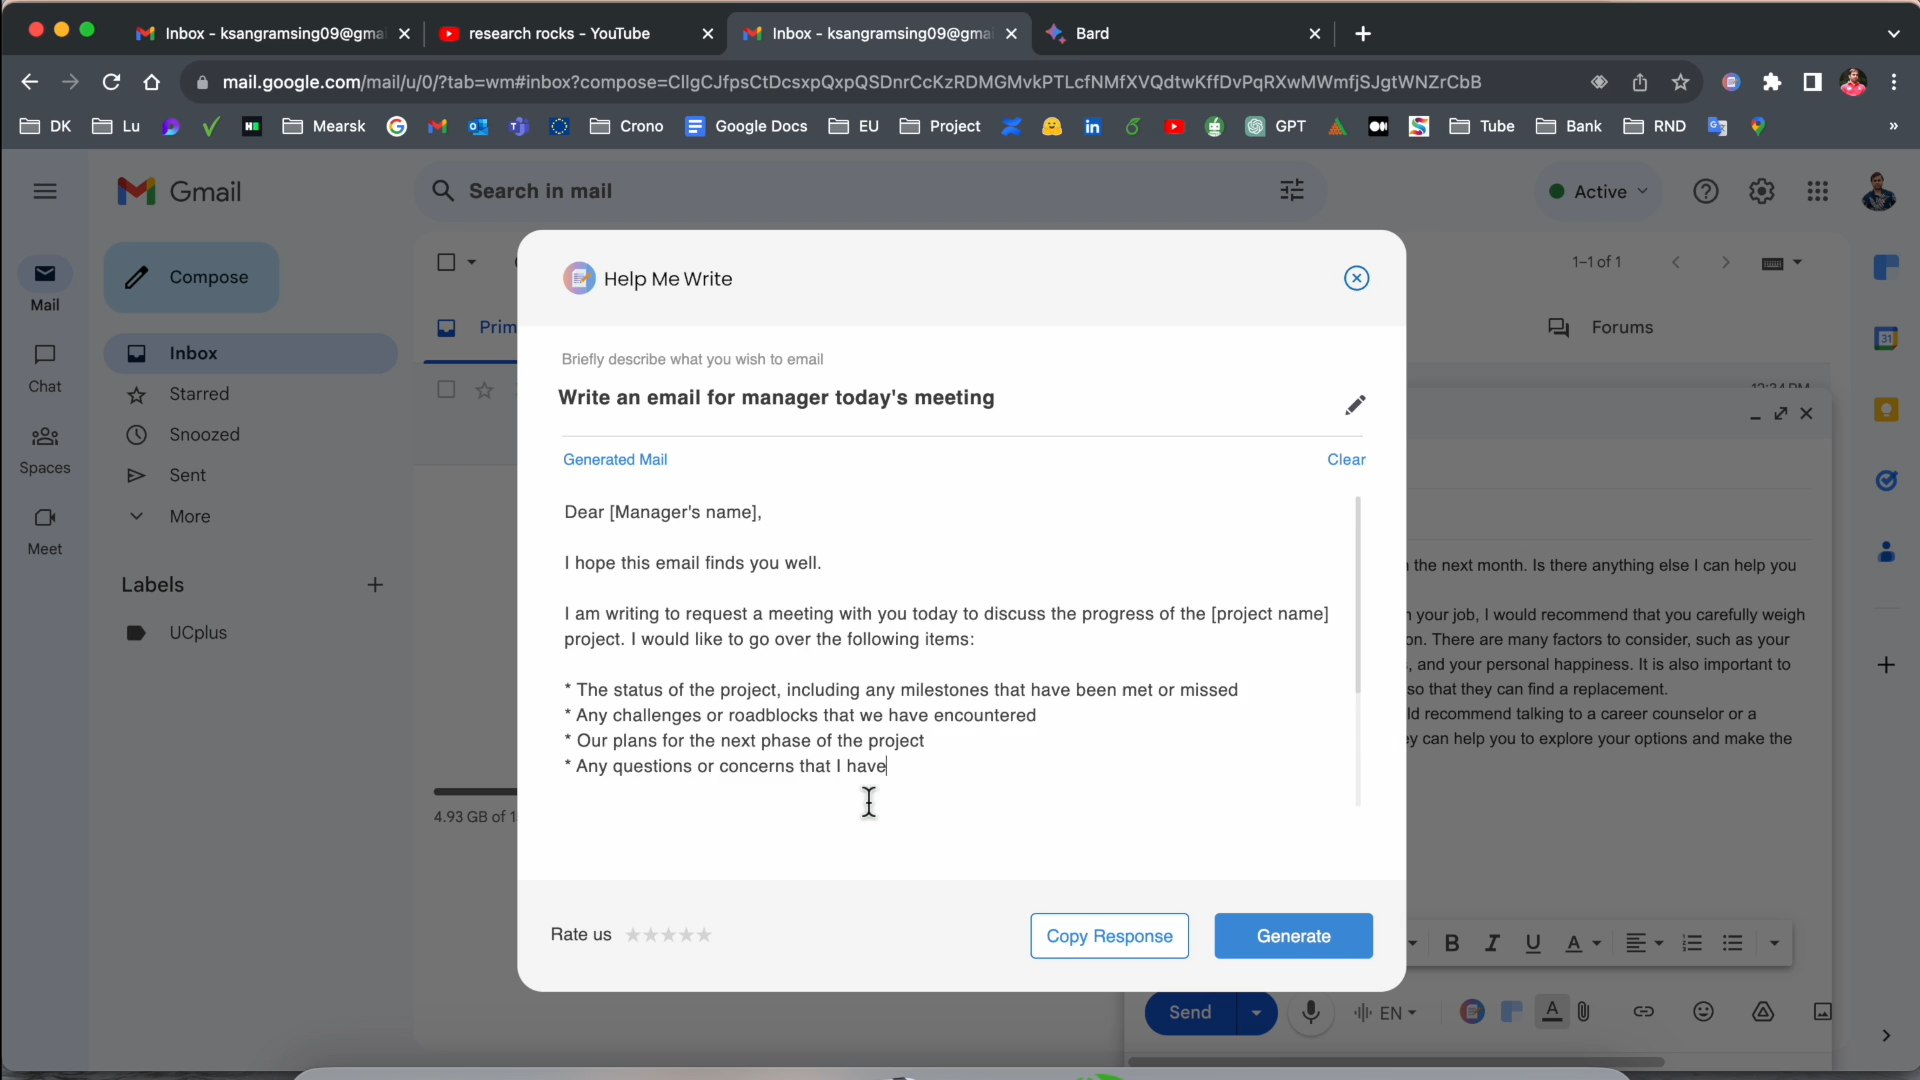 Inbox - ksangramsing09@gmai
research rocks - YouTube
Inbox - ksangramsing09@gmai
Bard
mail.google.com/mail/u/0/?tab=wm#inbox?compose=CllgCJfpsCtDcsxpQxpQSDnrCcKzRDMGMvkPTLcfNMfXVQdtwKffDvPqRXwMWmfjSJgtWNZrCbB
DK
Lu
Mearsk
Crono
Google Docs
EU
Project
GPT
Tube
Bank
RND
»
Gmail
Search in mail
Active
Compose
1–1 of 1
Mail
Chat
Spaces
Meet
Inbox
Starred
Snoozed
Sent
More
Labels
UCplus
Prim
Forums
4.93 GB of 1
Help Me Write
Briefly describe what you wish to email
Write an email for manager today's meeting
Generated Mail
Clear
Dear [Manager's name],
I hope this email finds you well.
I am writing to request a meeting with you today to discuss the progress of the [project name]
project. I would like to go over the following items:
* The status of the project, including any milestones that have been met or missed
* Any challenges or roadblocks that we have encountered
* Our plans for the next phase of the project
* Any questions or concerns that I have
Rate us
Copy Response
Generate
12:34 PM
the next month. Is there anything else I can help you
your job, I would recommend that you carefully weigh
on. There are many factors to consider, such as your
, and your personal happiness. It is also important to
so that they can find a replacement.
ld recommend talking to a career counselor or a
ey can help you to explore your options and make the
B I U A
Send
EN
A
31